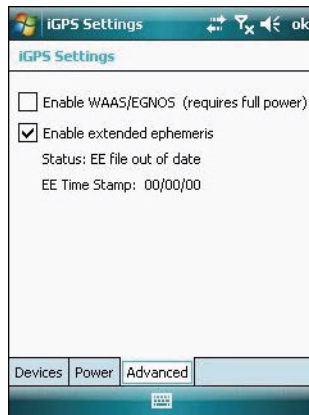 iGPS Settings ok
iGPS Settings
Enable WAAS/EGNOS (requires full power)
Enable extended ephemeris
Status: EE file out of date
EE Time Stamp: 00/00/00
Devices Power Advanced